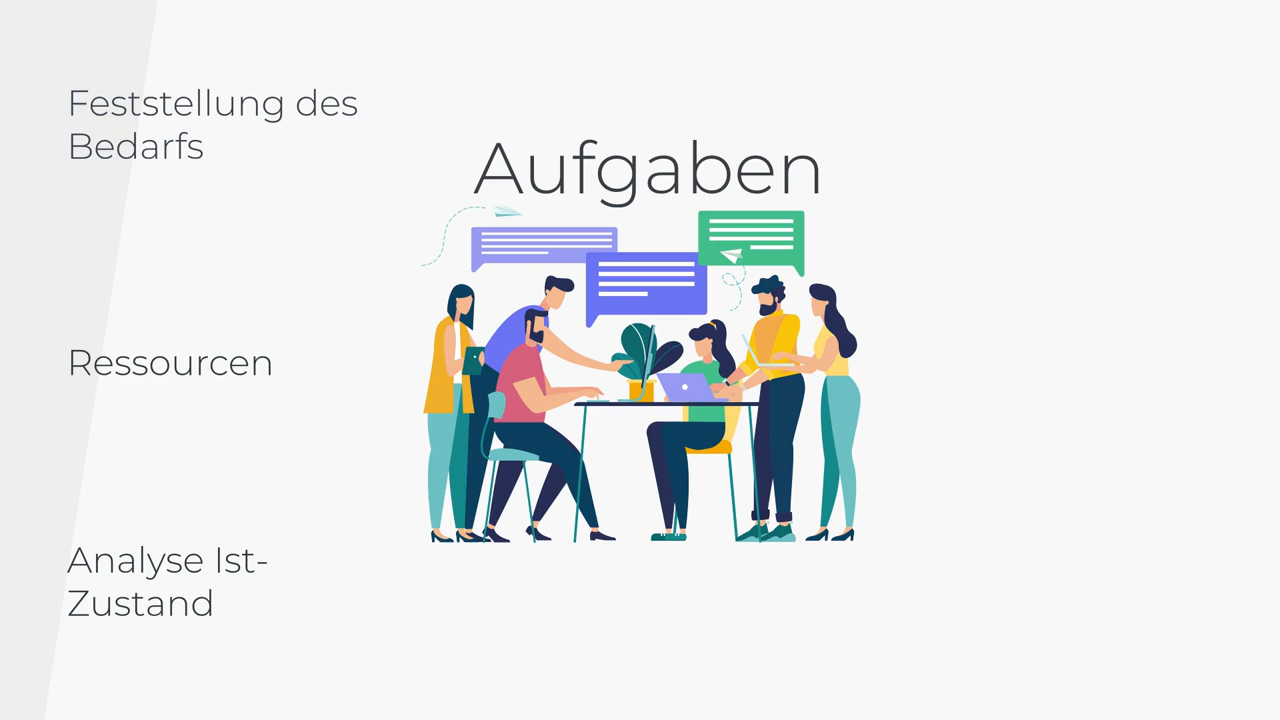 Feststellung des
Bedarfs
Aufgaben
Ressourcen
Analyse Ist-
Zustand